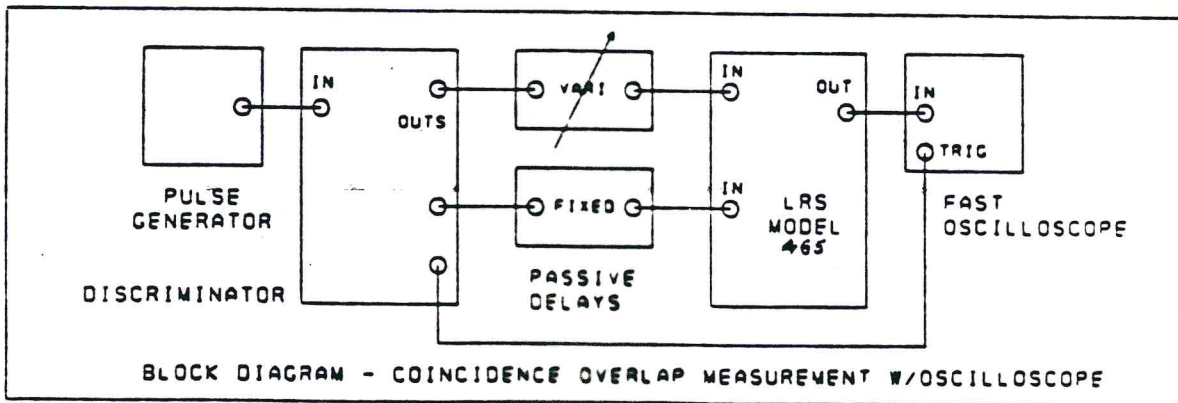 IN
OUTS
VARI
IN
OUT
IN
TRIG
PULSE
GENERATOR
FIXED
IN
LRS
MODEL
465
FAST
OSCILLOSCOPE
DISCRIMINATOR
PASSIVE
DELAYS
BLOCK DIAGRAM - COINCIDENCE OVERLAP MEASUREMENT W/OSCILLOSCOPE